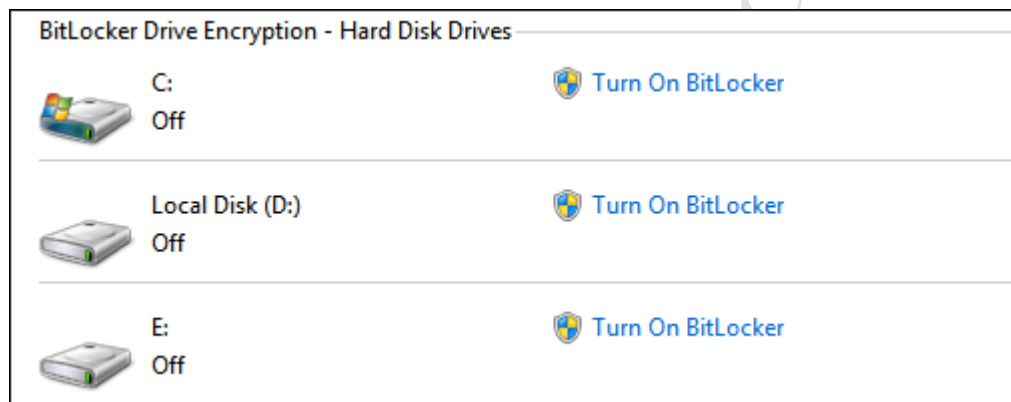 BitLocker Drive Encryption - Hard Disk Drives
C:
Off
Turn On BitLocker
Local Disk (D:)
Off
Turn On BitLocker
E:
Off
Turn On BitLocker